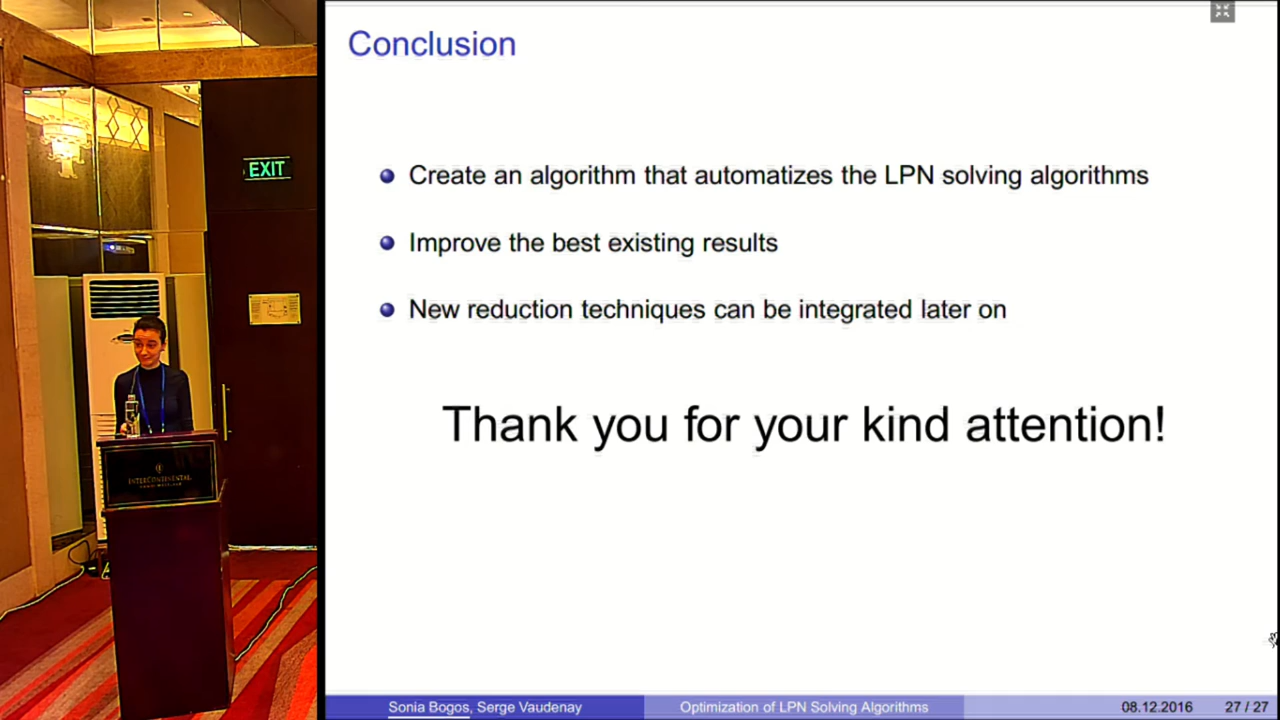 Conclusion
Create an algorithm that automatizes the LPN solving algorithms
Improve the best existing results
New reduction techniques can be integrated later on
Thank you for your kind attention!
Sonia Bogos, Serge Vaudenay
Optimization of LPN Solving Algorithms
08.12.2016
27 / 27
EXIT
INTERCONTINENTAL